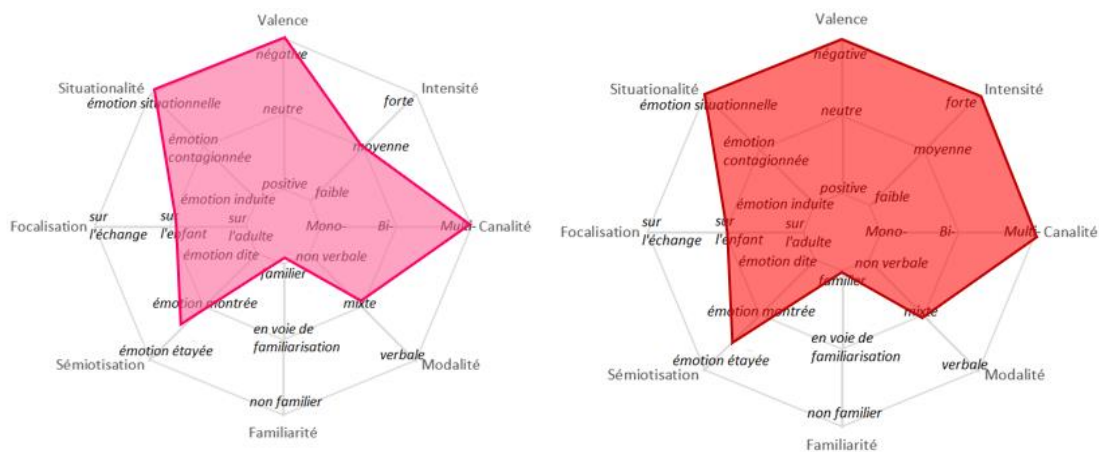 Valence
négative
Situationalité
Intensité
émotion situationnelle
forte
neutre
émotion
contagionnée
moyenne
positive
faible
émotion induite
Focalisation
sur
l'échange
sur
l'enfant
sur
l'adulte
Mono-
Bi-
Multi-
Canalité
émotion dite
non verbale
familier
émotion montrée
mixte
en voie de
familiarisation
émotion étayée
verbale
Sémiotisation
Modalité
non familier
Familiarité
Valence
négative
Situationalité
Intensité
émotion situationnelle
forte
neutre
émotion
contagionnée
moyenne
positive
faible
émotion induite
Focalisation
sur
l'échange
sur
l'enfant
sur
l'adulte
Mono-
Bi-
Multi-
Canalité
émotion dite
non verbale
familier
émotion montrée
mixte
en voie de
familiarisation
émotion étayée
verbale
Sémiotisation
Modalité
non familier
Familiarité